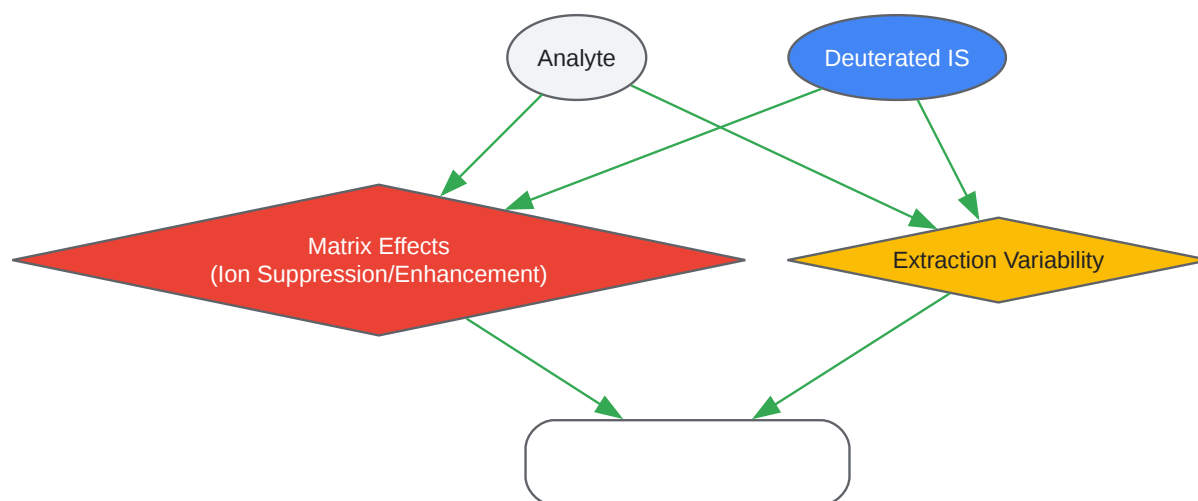 Analyte
Deuterated IS
Matrix Effects
(Ion Suppression/Enhancement)
Extraction Variability